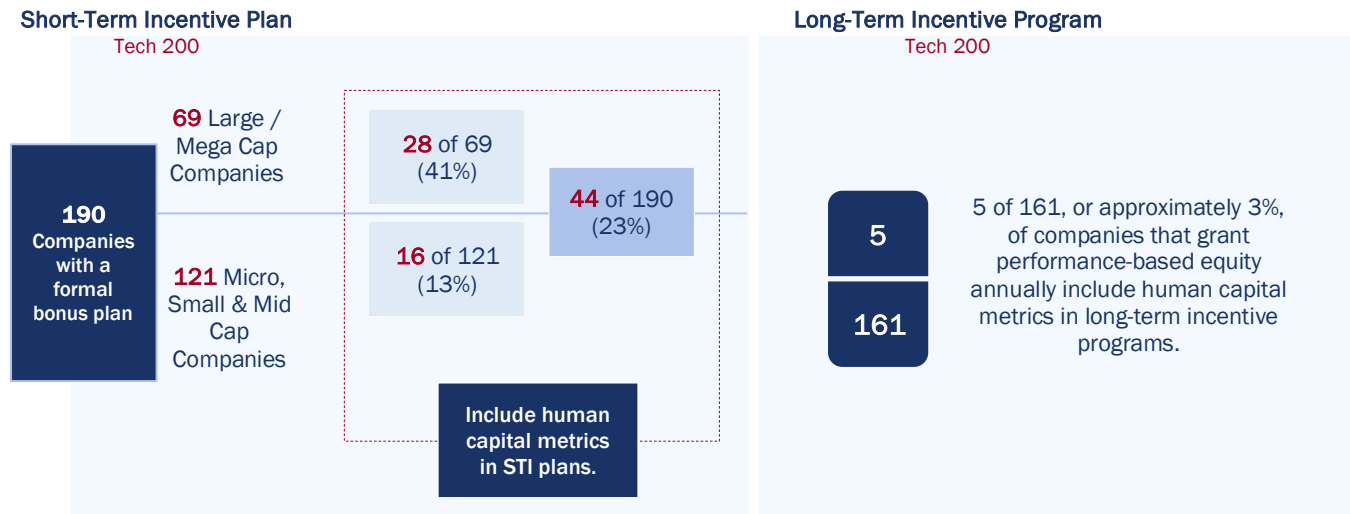 Short-Term Incentive Plan
Tech 200
190
Companies
with a
formal
bonus plan
69 Large /
Mega Cap
Companies
121 Micro,
Small & Mid
Cap
Companies
28 of 69
(41%)
16 of 121
(13%)
44 of 190
(23%)
Include human
capital metrics
in STI plans.
Long-Term Incentive Program
Tech 200
5
161
5 of 161, or approximately 3%,
of companies that grant
performance-based equity
annually include human capital
metrics in long-term incentive
programs.